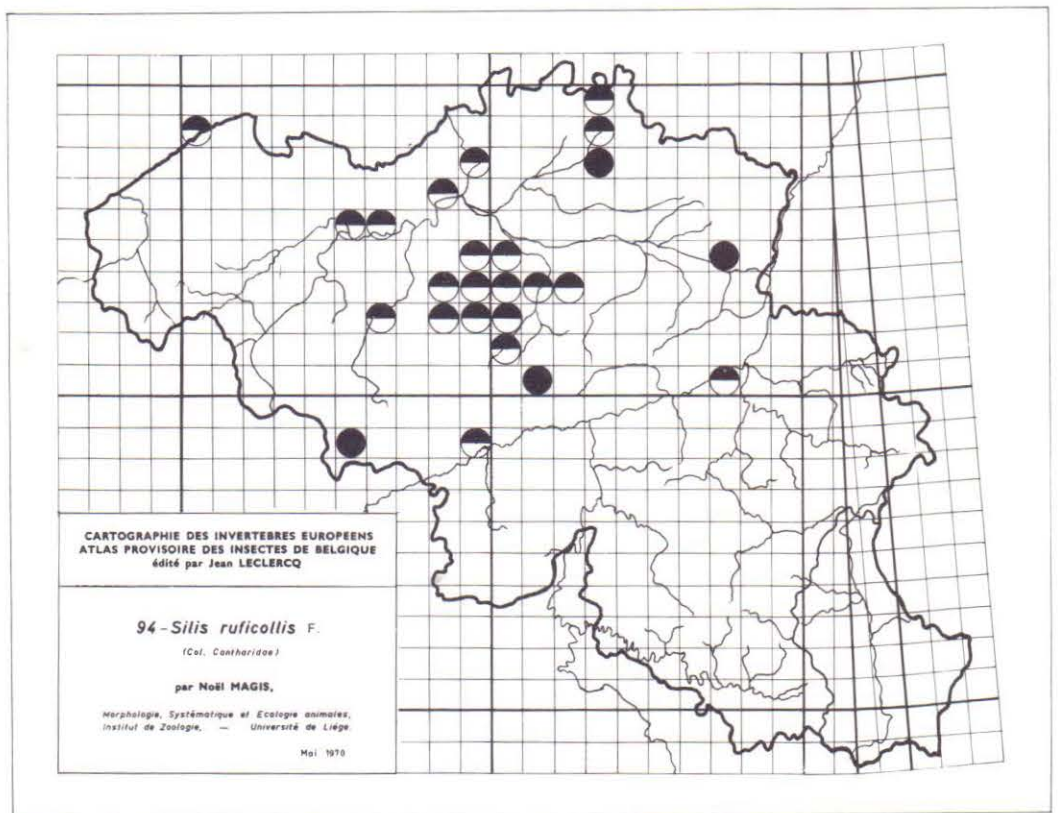 CARTOGRAPHIE DES INVERTEBRES EUROPEENS
ATLAS PROVISOIRE DES INSECTES DE BELGIQUE
édité par Jean LECLERCQ
94-Silis ruficollis F.
(Col. Cantharidae)
par Noël MAGIS,
Morphologie, Systématique et Ecologie animales,
Institut de Zoologie, — Université de Liége.
Mai 1970